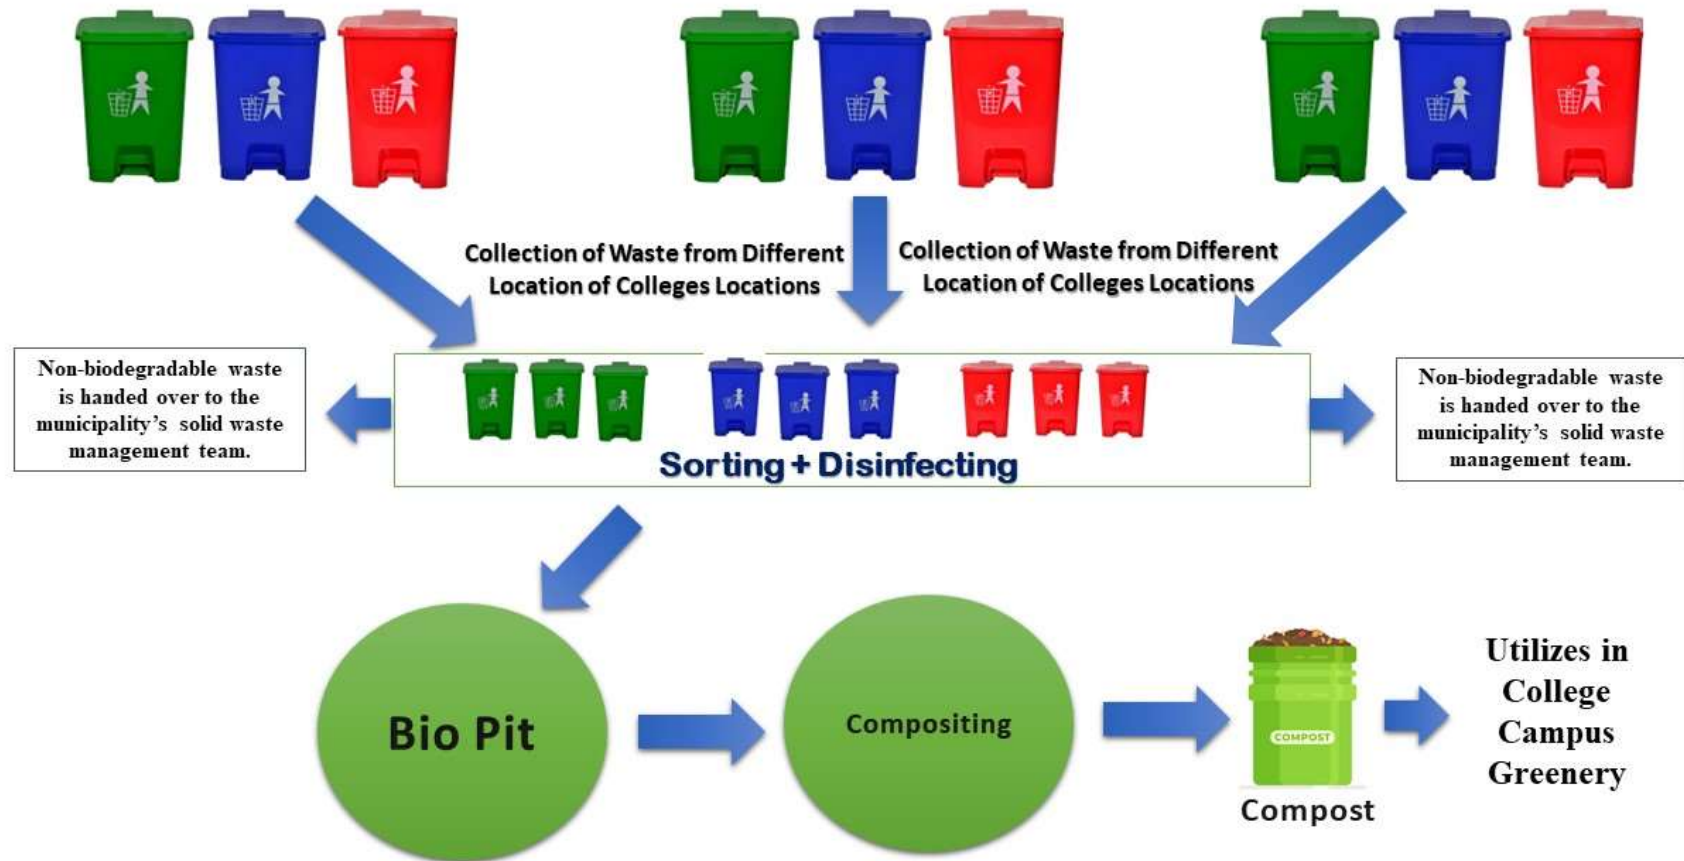 Collection of Waste from Different
Location of Colleges Locations
Collection of Waste from Different
Location of Colleges Locations
Non-biodegradable waste
is handed over to the
municipality's solid waste
management team.
Sorting + Disinfecting
Non-biodegradable waste
is handed over to the
municipality's solid waste
management team.
Bio Pit
Compositing
COMPOST
Compost
Utilizes in
College
Campus
Greenery